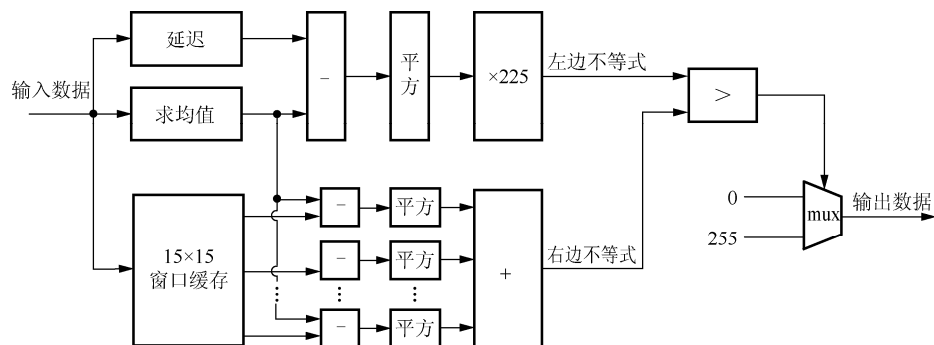 延迟
输入数据
求均值
−
平方
×225
左边不等式
>
15×15
窗口缓存
−
平方
−
平方
−
平方
+
右边不等式
0
255
mux
输出数据